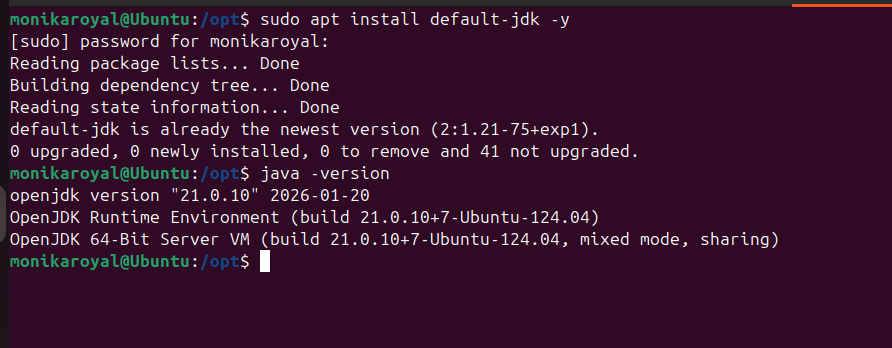 monikaroyal@Ubuntu:/opt$ sudo apt install default-jdk -y
[sudo] password for monikaroyal:
Reading package lists... Done
Building dependency tree... Done
Reading state information... Done
default-jdk is already the newest version (2:1.21-75+exp1).
0 upgraded, 0 newly installed, 0 to remove and 41 not upgraded.
monikaroyal@Ubuntu:/opt$ java -version
openjdk version "21.0.10" 2026-01-20
OpenJDK Runtime Environment (build 21.0.10+7-Ubuntu-124.04)
OpenJDK 64-Bit Server VM (build 21.0.10+7-Ubuntu-124.04, mixed mode, sharing)
monikaroyal@Ubuntu:/opt$